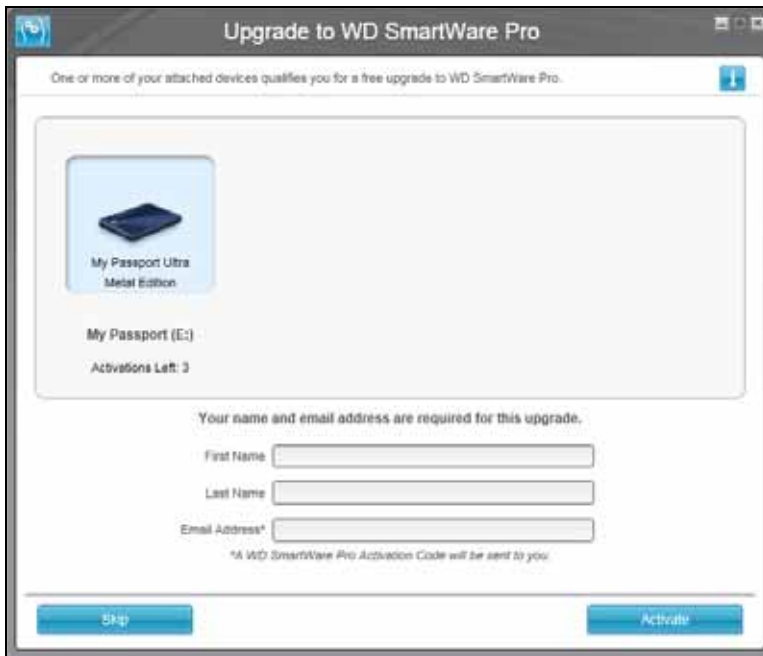 Upgrade to WD SmartWare Pro
One or more of your attached devices qualifies you for a free upgrade to WD SmartWare Pro.
My Passport Ultra
Metal Edition
My Passport (E:)
Activations Left: 3
Your name and email address are required for this upgrade.
First Name
Last Name
Email Address*
*A WD SmartWare Pro Activation Code will be sent to you.
Skip
Activate